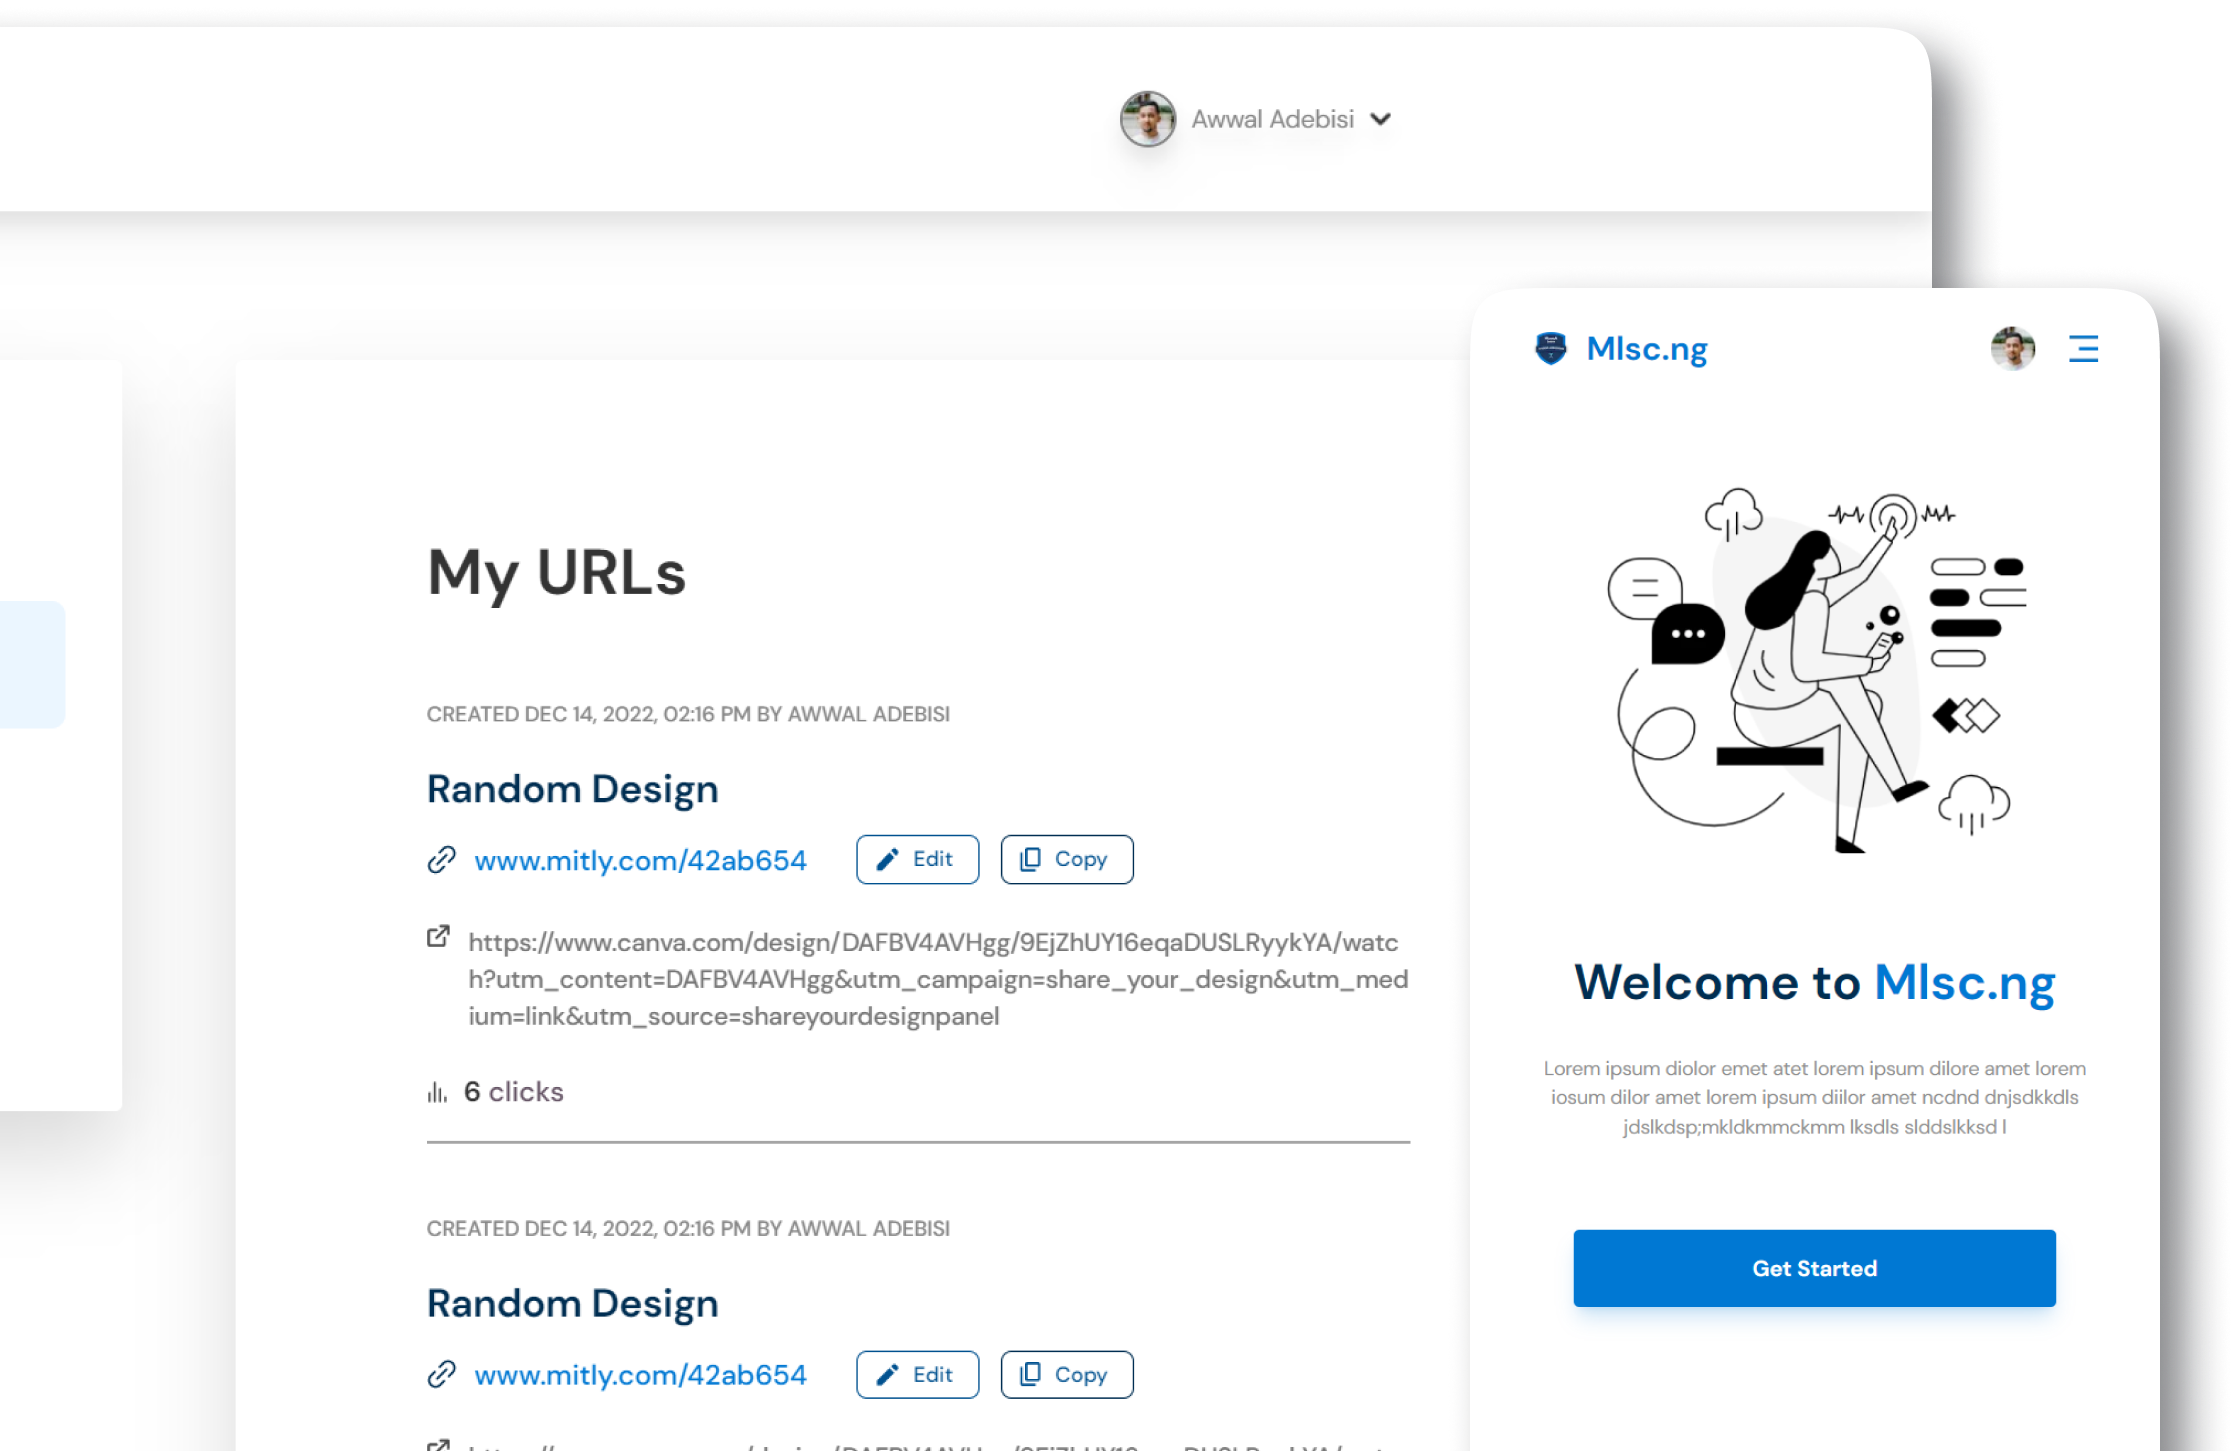 Awwal Adebisi
My URLs
CREATED DEC 14, 2022, 02:16 PM BY AWWAL ADEBISI
Random Design
www.mitly.com/42ab654
Edit
Copy
https://www.canva.com/design/DAFBV4AVHgg/9EjZhUY16eqaDUSLRyykYA/watc
h?utm_content=DAFBV4AVHgg&utm_campaign=share_your_design&utm_med
ium=link&utm_source=shareyourdesignpanel
6 clicks
CREATED DEC 14, 2022, 02:16 PM BY AWWAL ADEBISI
Random Design
www.mitly.com/42ab654
Edit
Copy
Mlsc.ng
Welcome to Mlsc.ng
Lorem ipsum diolor emet atet lorem ipsum dilore amet lorem
iosum dilor amet lorem ipsum diilor amet ncdnd dnjsdkkdls
jdslkdsp;mkldkmmckmm lksdls slddslkksd l
Get Started